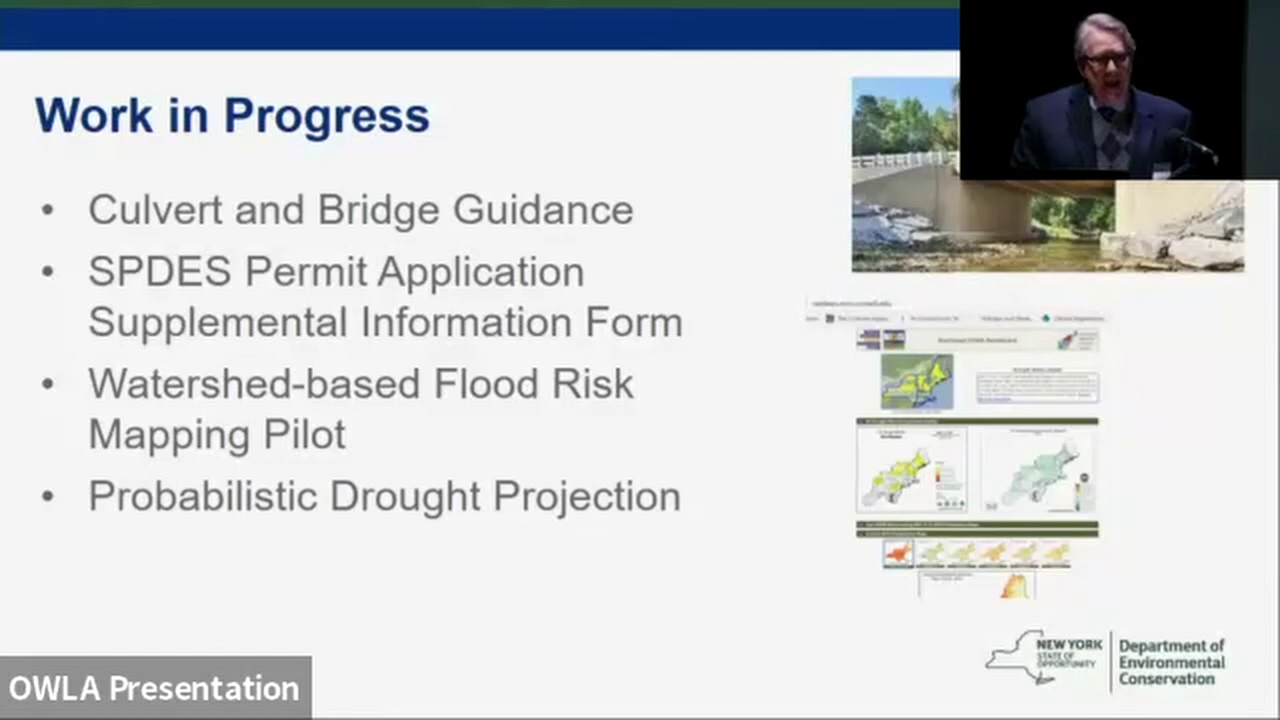 Work in Progress
• Culvert and Bridge Guidance
• SPDES Permit Application
Supplemental Information Form
• Watershed-based Flood Risk
Mapping Pilot
• Probabilistic Drought Projection
NEW YORK
STATE OF
OPPORTUNITY
Department of
Environmental
Conservation
OWLA Presentation